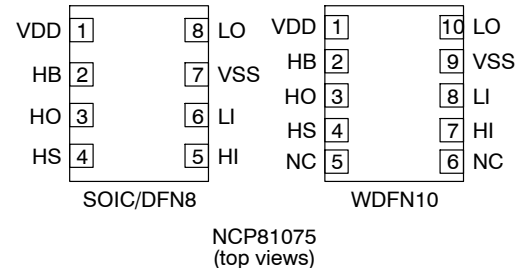 VDD 1 8 LO
HB 2 7 VSS
HO 3 6 LI
HS 4 5 HI
SOIC/DFN8
VDD 1 10 LO
HB 2 9 VSS
HO 3 8 LI
HS 4 7 HI
NC 5 6 NC
WDFN10
NCP81075
(top views)